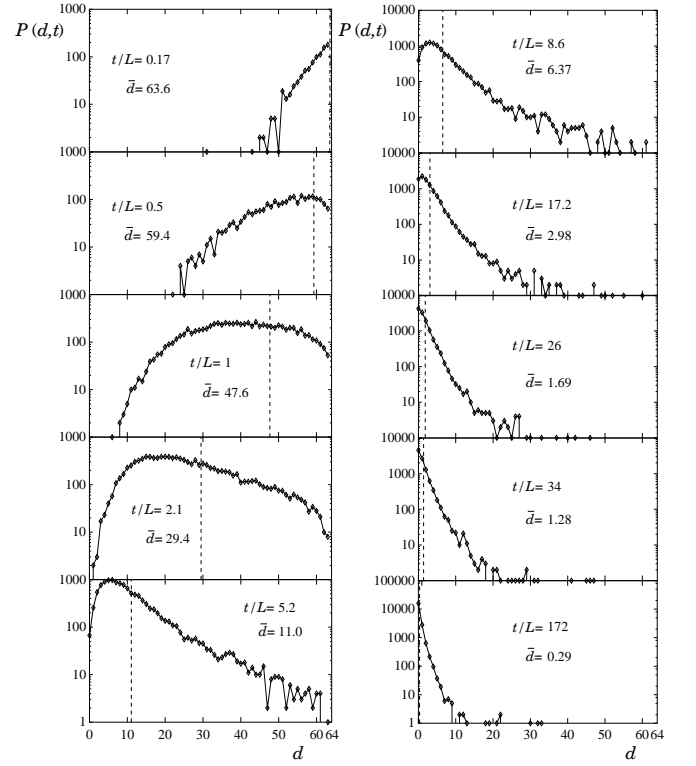 P (d,t)
1000
100
10
t/L= 0.17
d̄= 63.6
1000
100
10
t/L= 0.5
d̄= 59.4
1000
100
10
t/L= 1
d̄= 47.6
1000
100
10
t/L= 2.1
d̄= 29.4
1000
100
10
1
t/L= 5.2
d̄= 11.0
0 10 20 30 40 50 60 64
d
P (d,t)
10000
1000
100
10
t/L= 8.6
d̄= 6.37
10000
1000
100
10
t/L= 17.2
d̄= 2.98
10000
1000
100
10
t/L= 26
d̄= 1.69
10000
1000
100
10
t/L= 34
d̄= 1.28
100000
10000
1000
100
10
1
t/L= 172
d̄= 0.29
0 10 20 30 40 50 60 64
d